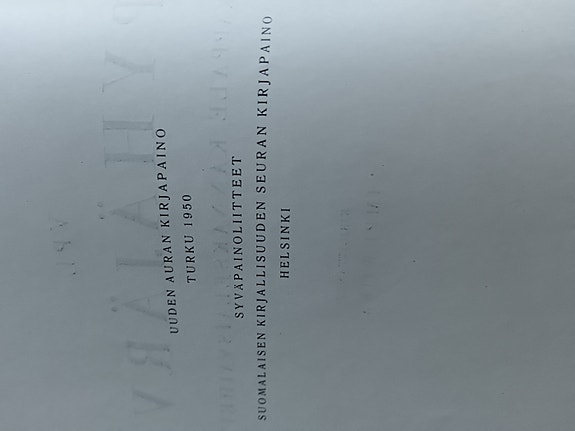 UUDEN AURAN KIRJAPAINO
TURKU 1950
SYVÄPAINOLIITTEET
SUOMALAISEN KIRJALLISUUDEN SEURAN KIRJAPAINO
HELSINKI